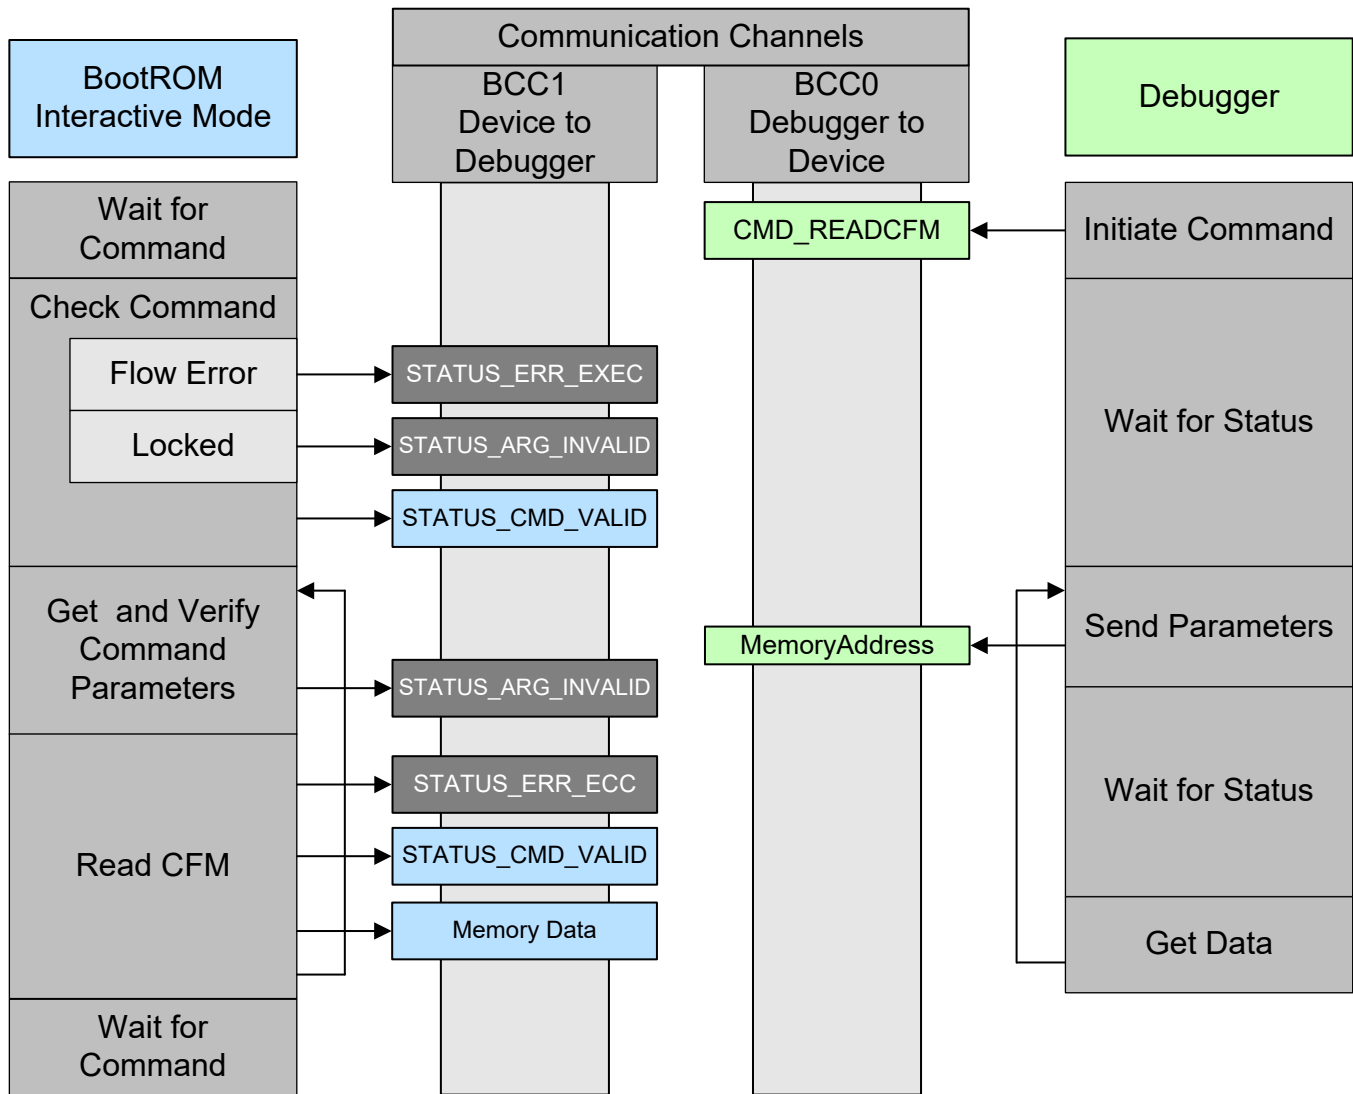 Communication Channels
BootROM
Interactive Mode
BCC1
Device to
Debugger
BCC0
Debugger to
Device
Debugger
Wait for
Command
CMD_READCFM
Initiate Command
Check Command
Flow Error
STATUS_ERR_EXEC
Locked
STATUS_ARG_INVALID
Wait for Status
STATUS_CMD_VALID
Get and Verify
Command
Parameters
MemoryAddress
Send Parameters
STATUS_ARG_INVALID
STATUS_ERR_ECC
Wait for Status
Read CFM
STATUS_CMD_VALID
Memory Data
Get Data
Wait for
Command